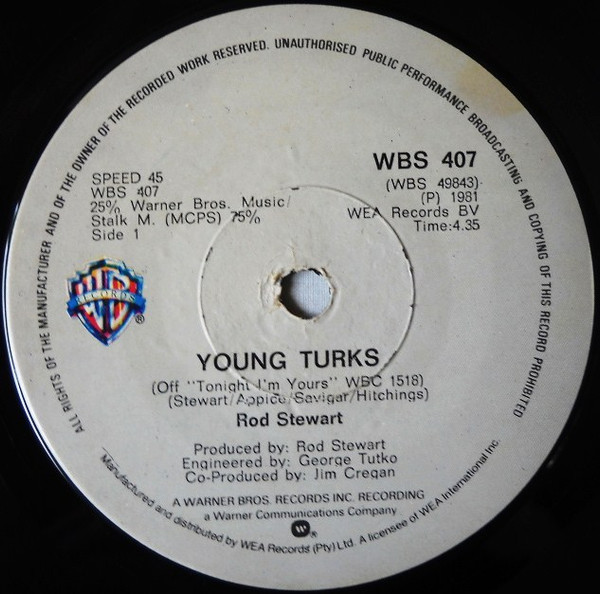 ALL RIGHTS OF THE MANUFACTURER AND OF THE OWNER OF THE RECORDED WORK RESERVED. UNAUTHORISED PUBLIC PERFORMANCE BROADCASTING AND COPYING OF THIS RECORD PROHIBITED
WBS 407
SPEED 45
WBS 407
25% Warner Bros. Music/
Stalk M. (MCPS) 75%
Side 1
(WBS 49843)
(P) 1981
WEA Records BV
Time:4.35
WB
RECORDS
®
YOUNG TURKS
(Off "Tonight I'm Yours" WBC 1518)
(Stewart/Appice/Savigar/Hitchings)
Rod Stewart
Produced by: Rod Stewart
Engineered by: George Tutko
Co-Produced by: Jim Cregan
A WARNER BROS. RECORDS INC. RECORDING
a Warner Communications Company
®
Manufactured and distributed by WEA Records (Pty) Ltd. A licensee of WEA International Inc.